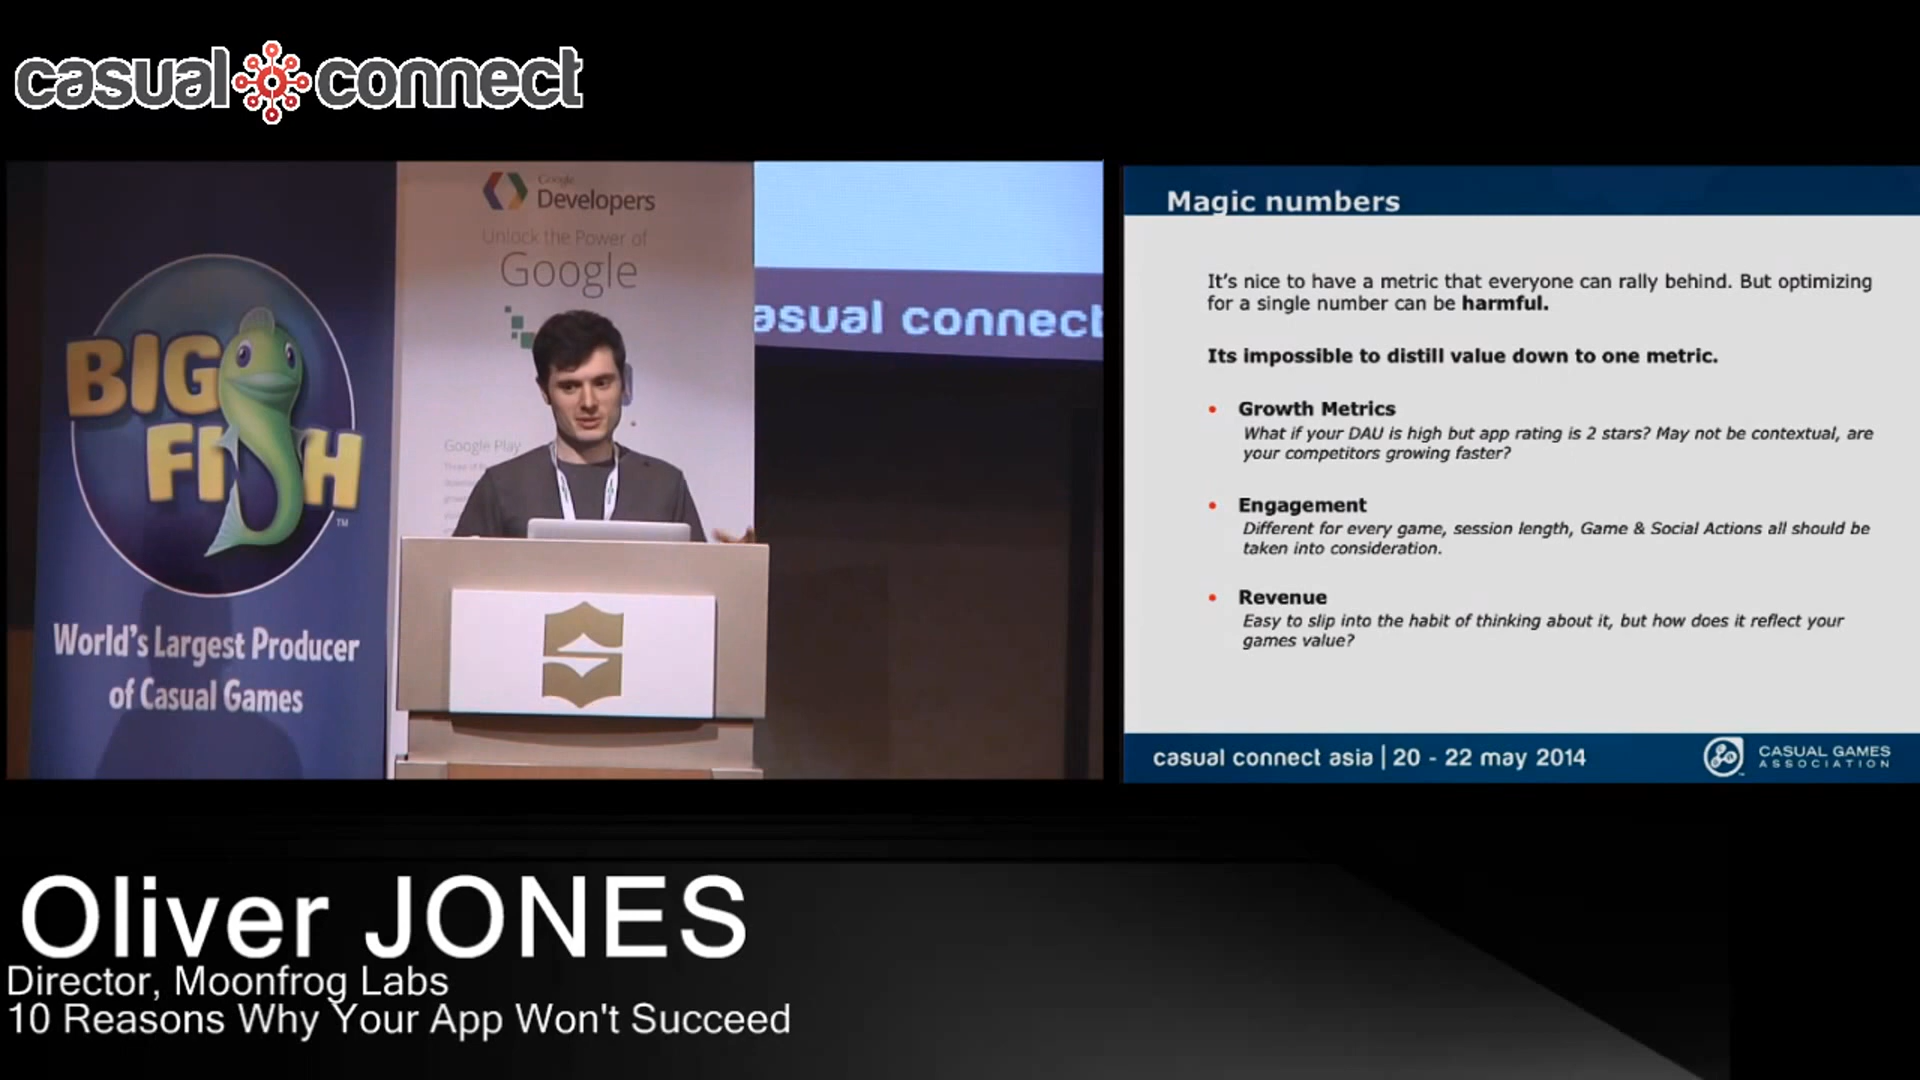 casual connect
BIG
FISH
TM
World's Largest Producer
of Casual Games
Google
Developers
Unlock the Power of
Google
Google Play
asual connect
Magic numbers
It's nice to have a metric that everyone can rally behind. But optimizing
for a single number can be harmful.
Its impossible to distill value down to one metric.
• Growth Metrics
What if your DAU is high but app rating is 2 stars? May not be contextual, are
your competitors growing faster?
• Engagement
Different for every game, session length, Game & Social Actions all should be
taken into consideration.
• Revenue
Easy to slip into the habit of thinking about it, but how does it reflect your
games value?
casual connect asia | 20 - 22 may 2014
CASUAL GAMES
ASSOCIATION
Oliver JONES
Director, Moonfrog Labs
10 Reasons Why Your App Won't Succeed